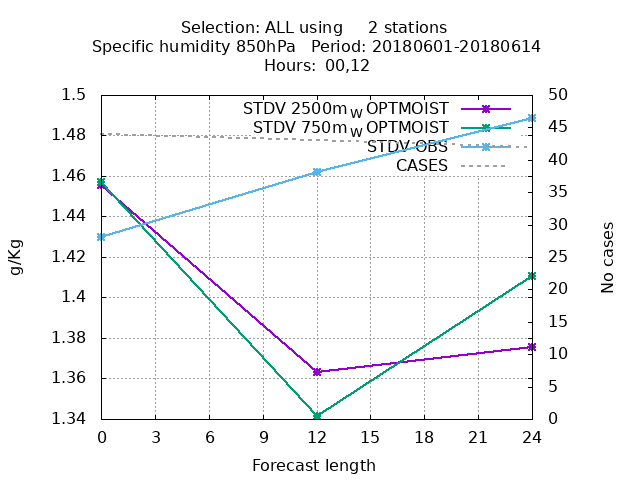 Selection: ALL using     2 stations
Specific humidity 850hPa   Period: 20180601-20180614
Hours: 00,12
STDV 2500m_W OPTMOIST
STDV 750m_W OPTMOIST
STDV OBS
CASES
1.5
1.48
1.46
1.44
1.42
1.4
1.38
1.36
1.34
g/Kg
50
45
40
35
30
25
20
15
10
5
0
No cases
0 3 6 9 12 15 18 21 24
Forecast length